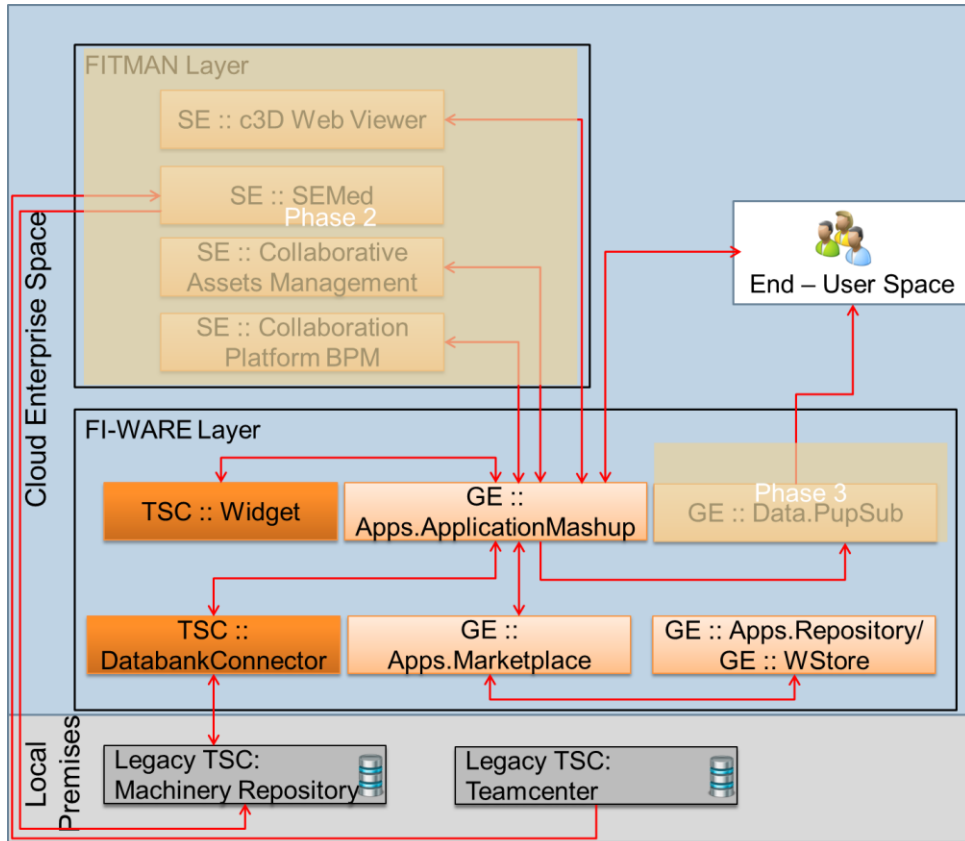 FITMAN Layer
SE :: c3D Web Viewer
SE :: SEMed
Phase 2
SE :: Collaborative
Assets Management
SE :: Collaboration
Platform BPM
Cloud Enterprise Space
End – User Space
FI-WARE Layer
TSC :: Widget
GE ::
Apps.ApplicationMashup
Phase 3
GE :: Data.PupSub
TSC ::
DatabankConnector
GE ::
Apps.Marketplace
GE :: Apps.Repository/
GE :: WStore
Local
Premises
Legacy TSC:
Machinery Repository
Legacy TSC:
Teamcenter